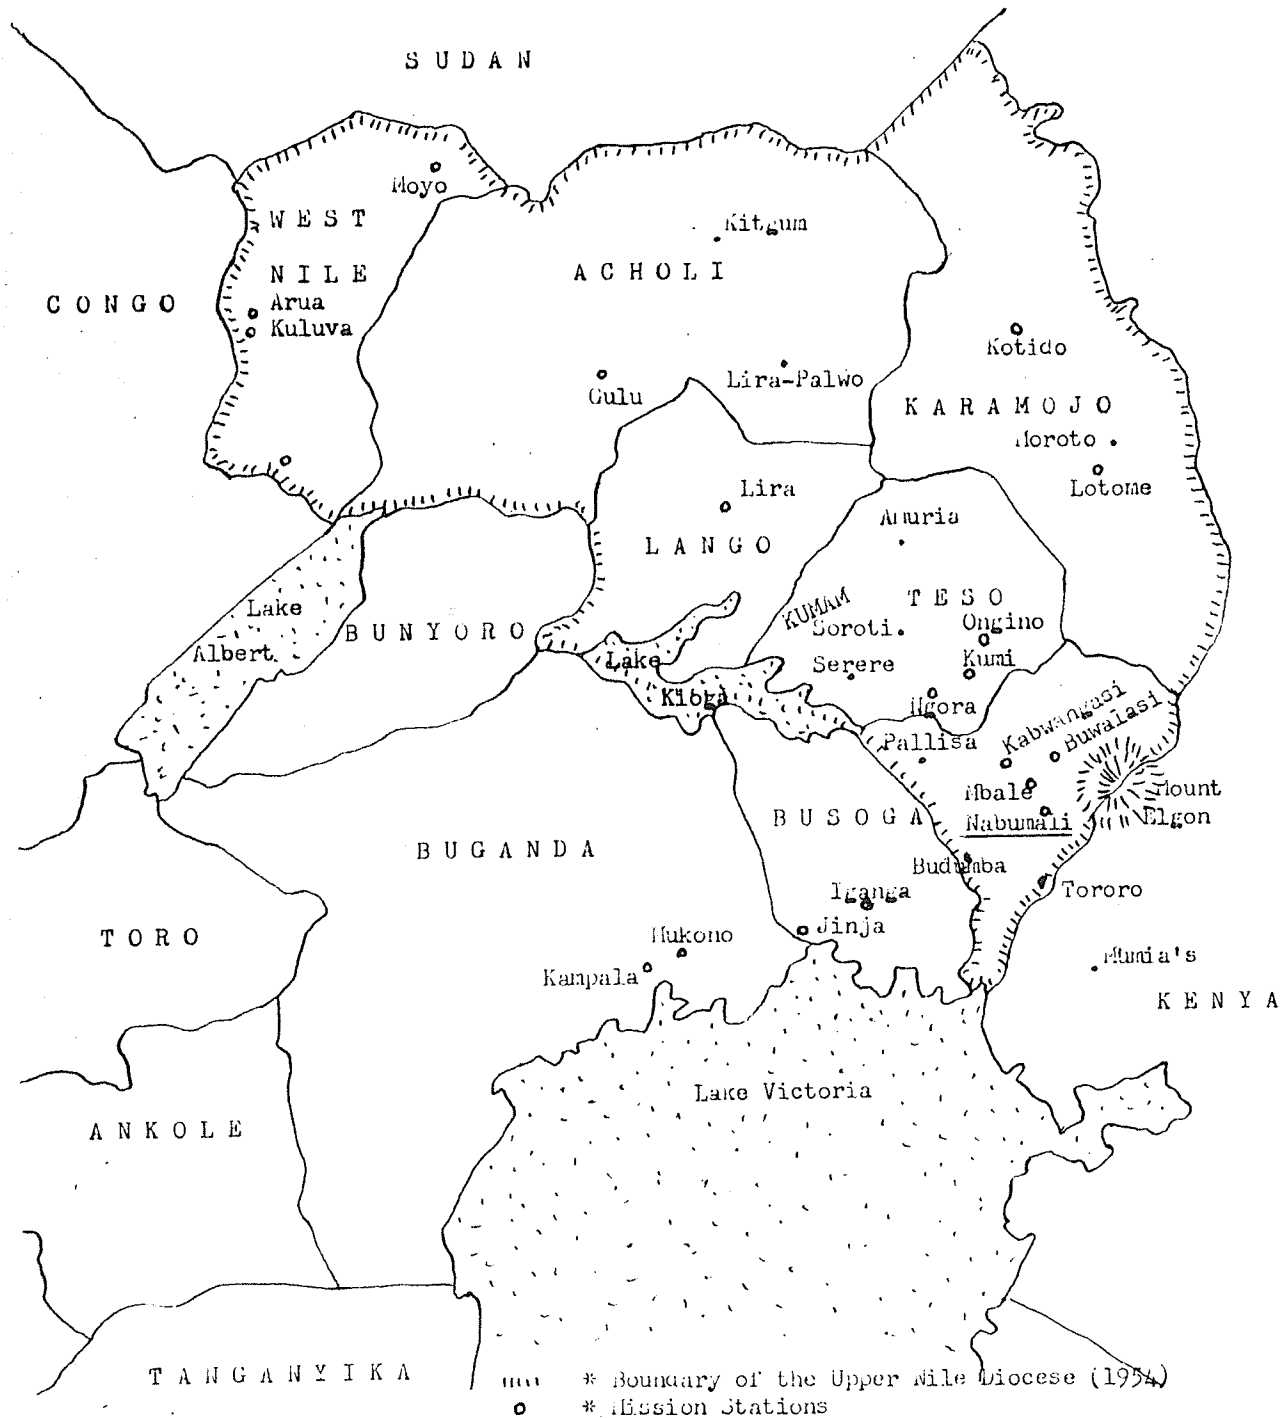 SUDAN
Moyo
WEST
NILE
Kitgum
ACHOLI
CONGO
Arua
Kuluva
Kotido
Lira-Palwo
Gulu
KARAMOJO
Moroto
Lotome
Lira
Amuria
LANGO
TESO
KUMAM
Lake
Albert
BUNYORO
Soroti
Ongino
Lake
Serere
Kumi
Kioga
Ngora
Kabwangasi
Buwalasi
Pallisa
Mbale
Mount
Elgon
Nabumali
BUSOGA
BUGANDA
Budumba
Iganga
Tororo
Jinja
TORO
Mukono
Kampala
Mumia's
KENYA
Lake Victoria
ANKOLE
TANGANYIKA
* Boundary of the Upper Nile Diocese (1954)
* Mission Stations